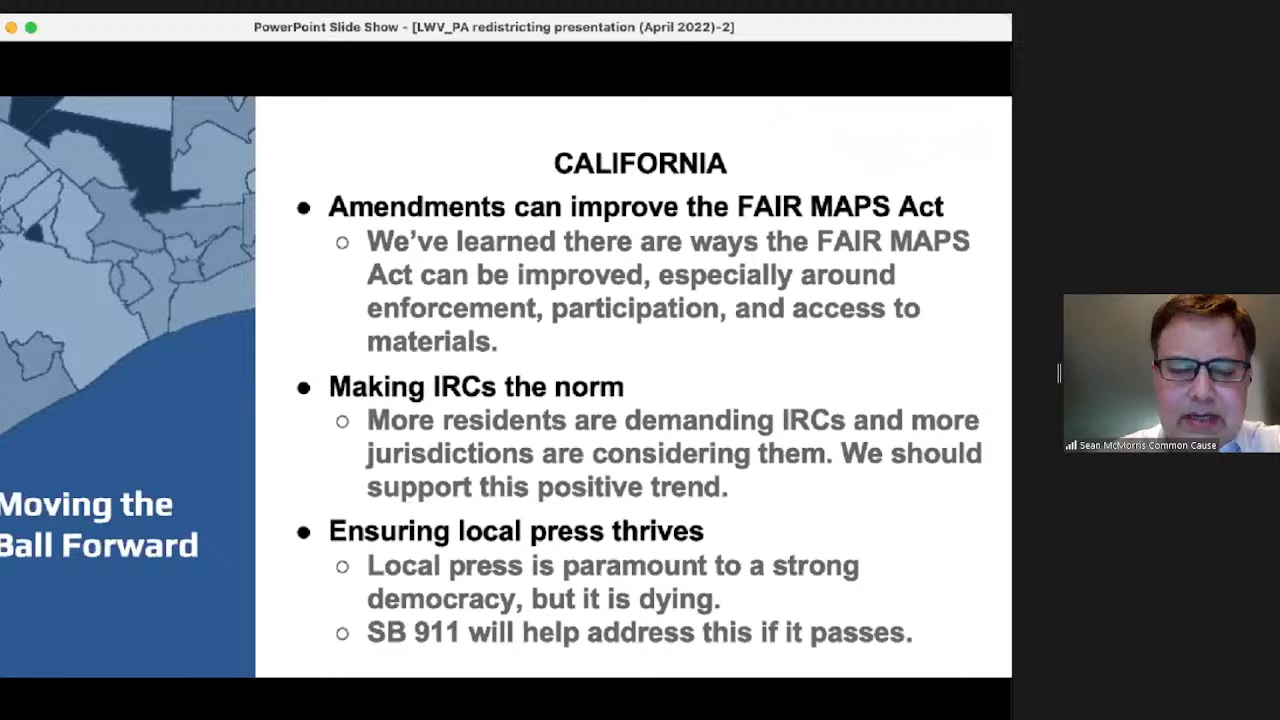 PowerPoint Slide Show - [LWV_PA redistricting presentation (April 2022)-2]
CALIFORNIA
● Amendments can improve the FAIR MAPS Act
○ We’ve learned there are ways the FAIR MAPS
Act can be improved, especially around
enforcement, participation, and access to
materials.
● Making IRCs the norm
○ More residents are demanding IRCs and more
jurisdictions are considering them. We should
support this positive trend.
● Ensuring local press thrives
○ Local press is paramount to a strong
democracy, but it is dying.
○ SB 911 will help address this if it passes.
Moving the
Ball Forward
Sean McMorris Common Cause